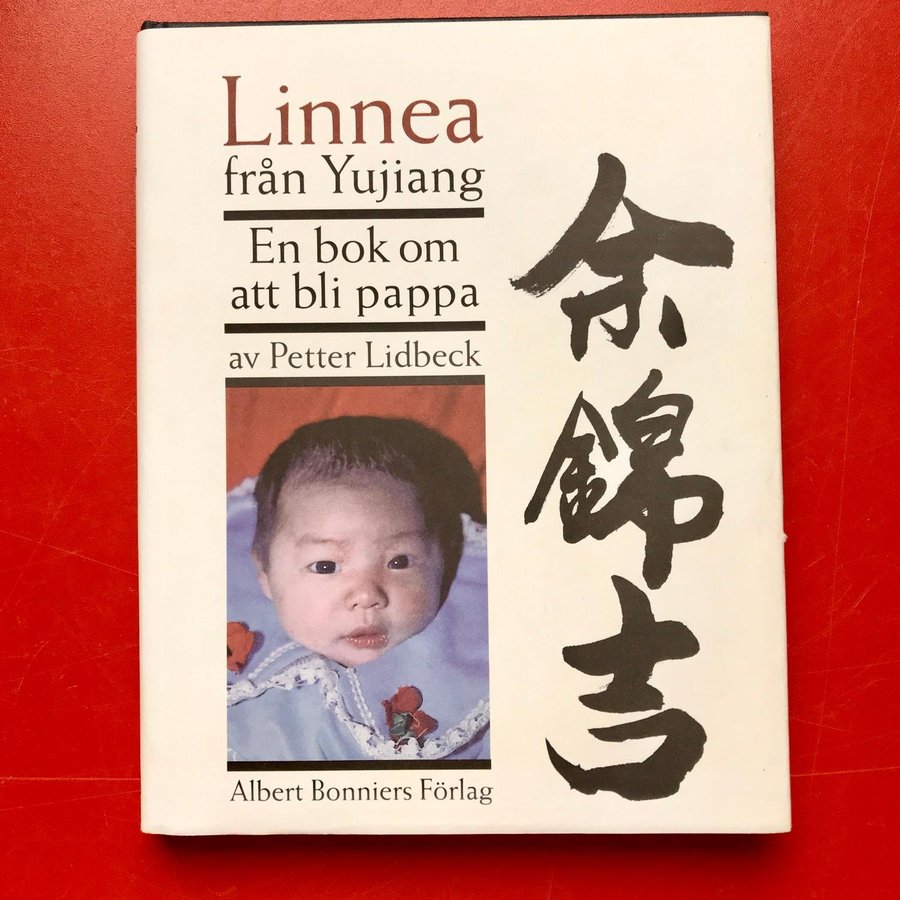 Linnea
från Yujiang
En bok om
att bli pappa
av Petter Lidbeck
Albert Bonniers Förlag
余錦吉